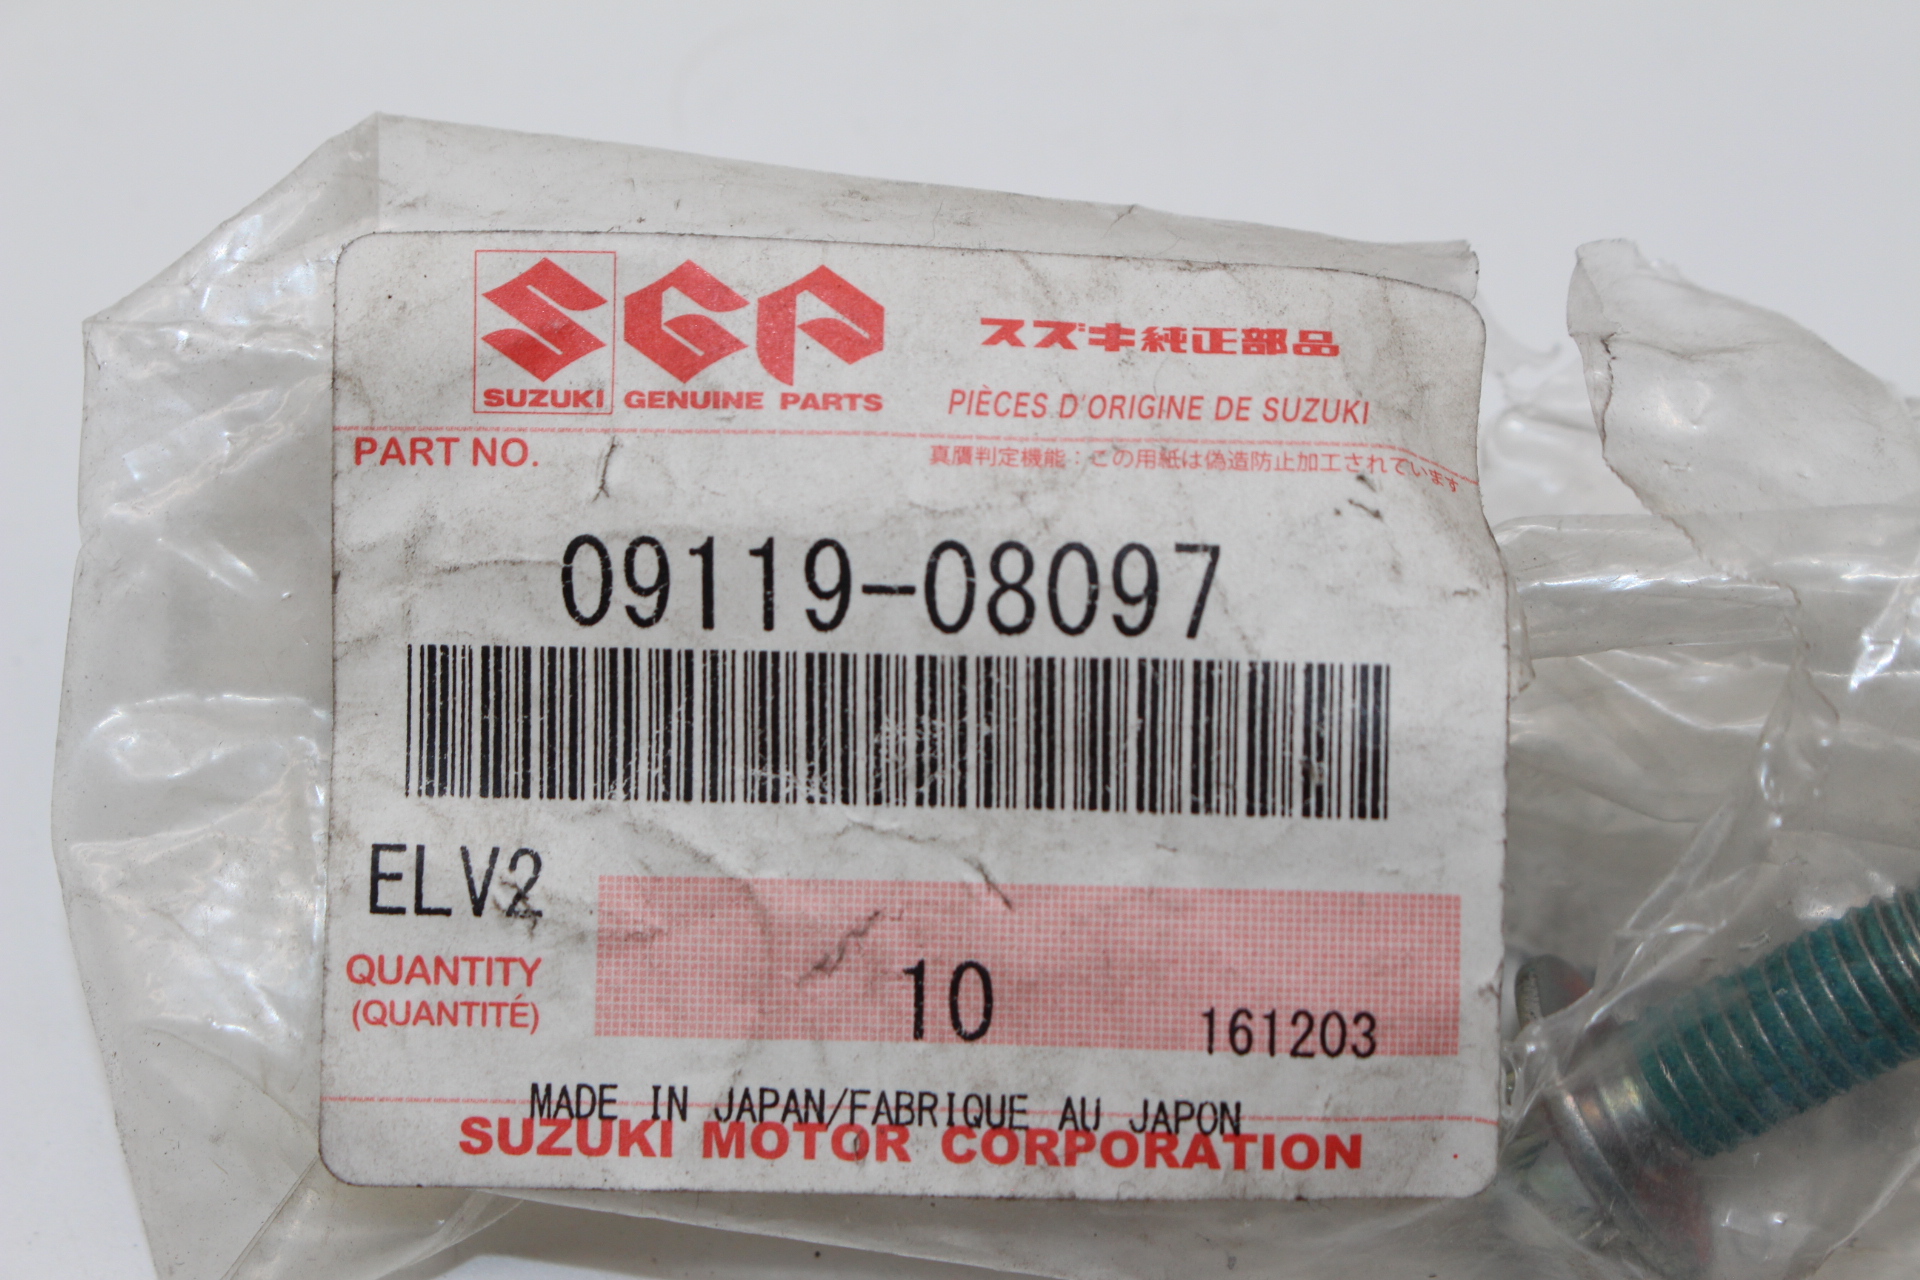 SGP
SUZUKI GENUINE PARTS
スズキ純正部品
PIÈCES D'ORIGINE DE SUZUKI
PART NO.
真贋判定機能：この用紙は偽造防止加工されています
09119-08097
ELV2
QUANTITY
(QUANTITÉ)
10
161203
MADE IN JAPAN/FABRIQUE AU JAPON
SUZUKI MOTOR CORPORATION